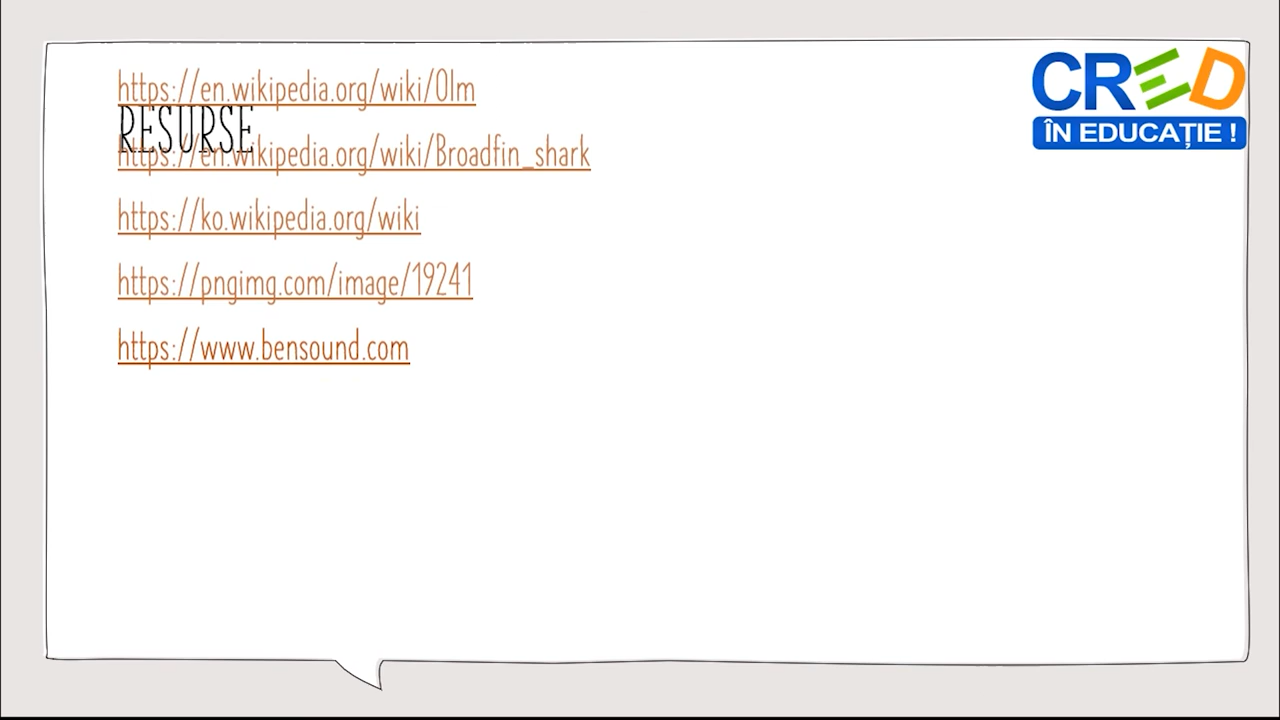 https://en.wikipedia.org/wiki/Olm
RESURSE
https://en.wikipedia.org/wiki/Broadfin_shark
https://ko.wikipedia.org/wiki
https://pngimg.com/image/19241
https://www.bensound.com
CRED
ÎN EDUCAȚIE !